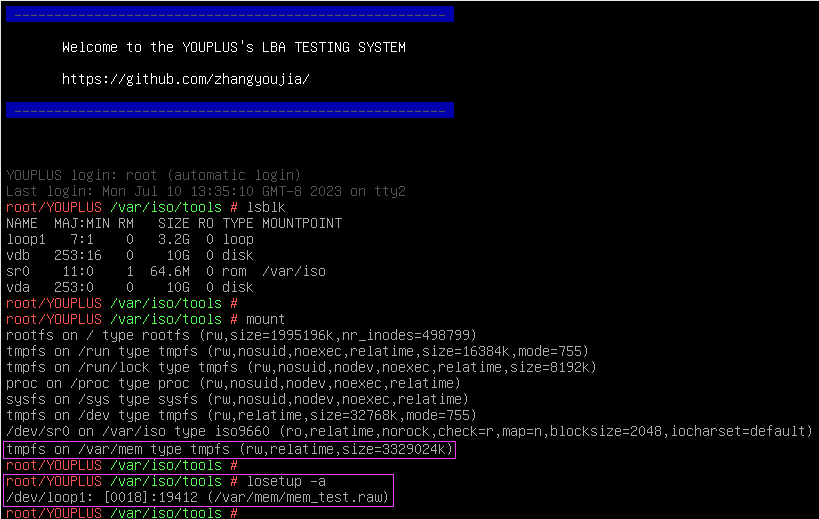 -----------------------------------------------------
Welcome to the YOUPLUS's LBA TESTING SYSTEM
https://github.com/zhangyoujia/
-----------------------------------------------------
YOUPLUS login: root (automatic login)
Last login: Mon Jul 10 13:35:10 GMT-8 2023 on tty2
root/YOUPLUS /var/iso/tools # lsblk
NAME  MAJ:MIN RM   SIZE RO TYPE MOUNTPOINT
loop1   7:1    0   3.2G  0 loop
vdb   253:16   0    10G  0 disk
sr0    11:0    1  64.6M  0 rom  /var/iso
vda   253:0    0    10G  0 disk
root/YOUPLUS /var/iso/tools #
root/YOUPLUS /var/iso/tools # mount
rootfs on / type rootfs (rw,size=1995196k,nr_inodes=498799)
tmpfs on /run type tmpfs (rw,nosuid,noexec,relatime,size=16384k,mode=755)
tmpfs on /run/lock type tmpfs (rw,nosuid,nodev,noexec,relatime,size=8192k)
proc on /proc type proc (rw,nosuid,nodev,noexec,relatime)
sysfs on /sys type sysfs (rw,nosuid,nodev,noexec,relatime)
tmpfs on /dev type tmpfs (rw,relatime,size=32768k,mode=755)
/dev/sr0 on /var/iso type iso9660 (ro,relatime,norock,check=r,map=n,blocksize=2048,iocharset=default)
tmpfs on /var/mem type tmpfs (rw,relatime,size=3329024k)
root/YOUPLUS /var/iso/tools #
root/YOUPLUS /var/iso/tools # losetup -a
/dev/loop1: [0018]:19412 (/var/mem/mem_test.raw)
root/YOUPLUS /var/iso/tools #